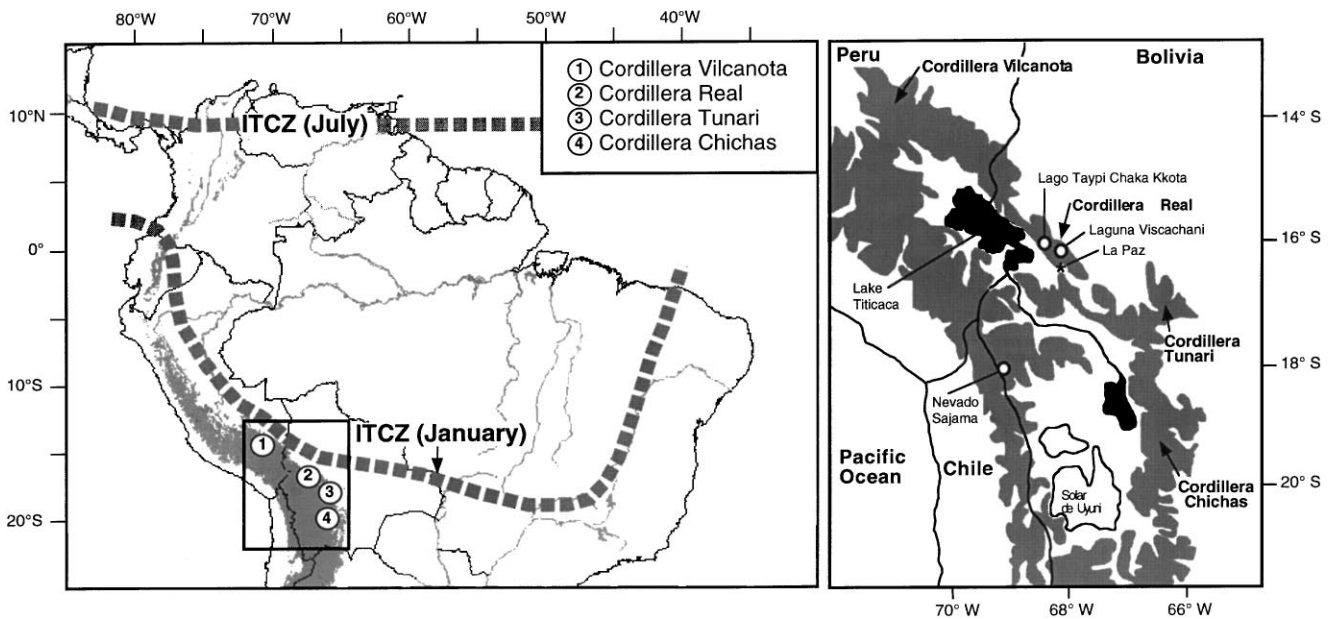 80°W 70°W 60°W 50°W 40°W
10°N
0°
10°S
20°S
ITCZ (July)
1 Cordillera Vilcanota
2 Cordillera Real
3 Cordillera Tunari
4 Cordillera Chichas
ITCZ (January)
1
2
3
4
Peru
Bolivia
Cordillera Vilcanota
14° S
Lago Taypi Chaka Kkota
Cordillera Real
Laguna Viscachani
16° S
La Paz
Lake
Titicaca
Cordillera
Tunari
18° S
Nevado
Sajama
Pacific
Ocean
Chile
Cordillera
Chichas
20° S
Solar
de Uyuni
70° W 68° W 66° W